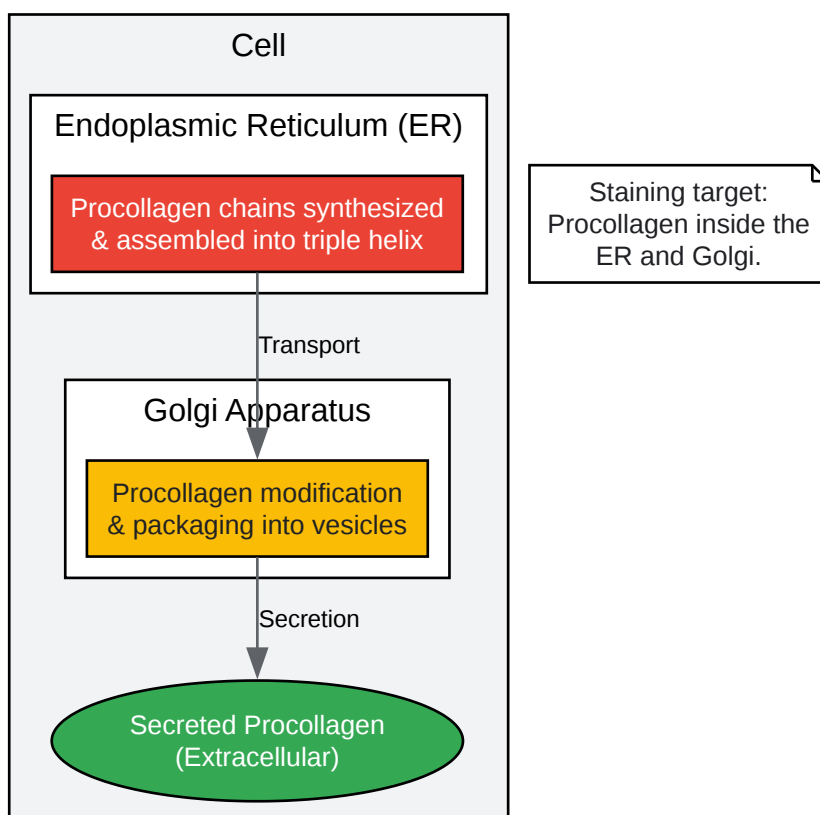 Cell
Endoplasmic Reticulum (ER)
Procollagen chains synthesized
& assembled into triple helix
Staining target:
Procollagen inside the
ER and Golgi.
Transport
Golgi Apparatus
Procollagen modification
& packaging into vesicles
Secretion
Secreted Procollagen
(Extracellular)